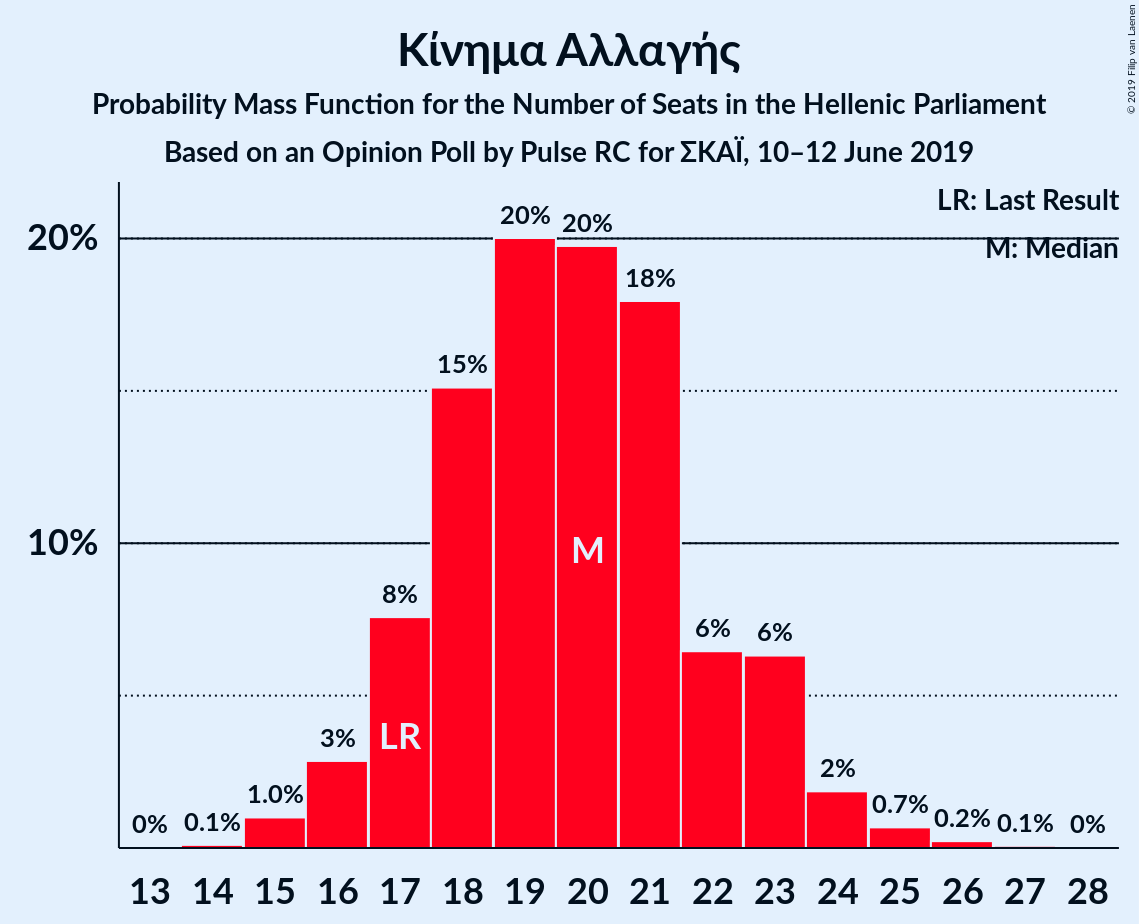 Κίνημα Αλλαγής
Probability Mass Function for the Number of Seats in the Hellenic Parliament
Based on an Opinion Poll by Pulse RC for ΣΚΑΪ, 10–12 June 2019
© 2019 Filip van Laenen
LR: Last Result
M: Median
20%
10%
0%
0.1%
1.0%
3%
8%
15%
20%
20%
18%
6%
6%
2%
0.7%
0.2%
0.1%
0%
LR
M
13 14 15 16 17 18 19 20 21 22 23 24 25 26 27 28